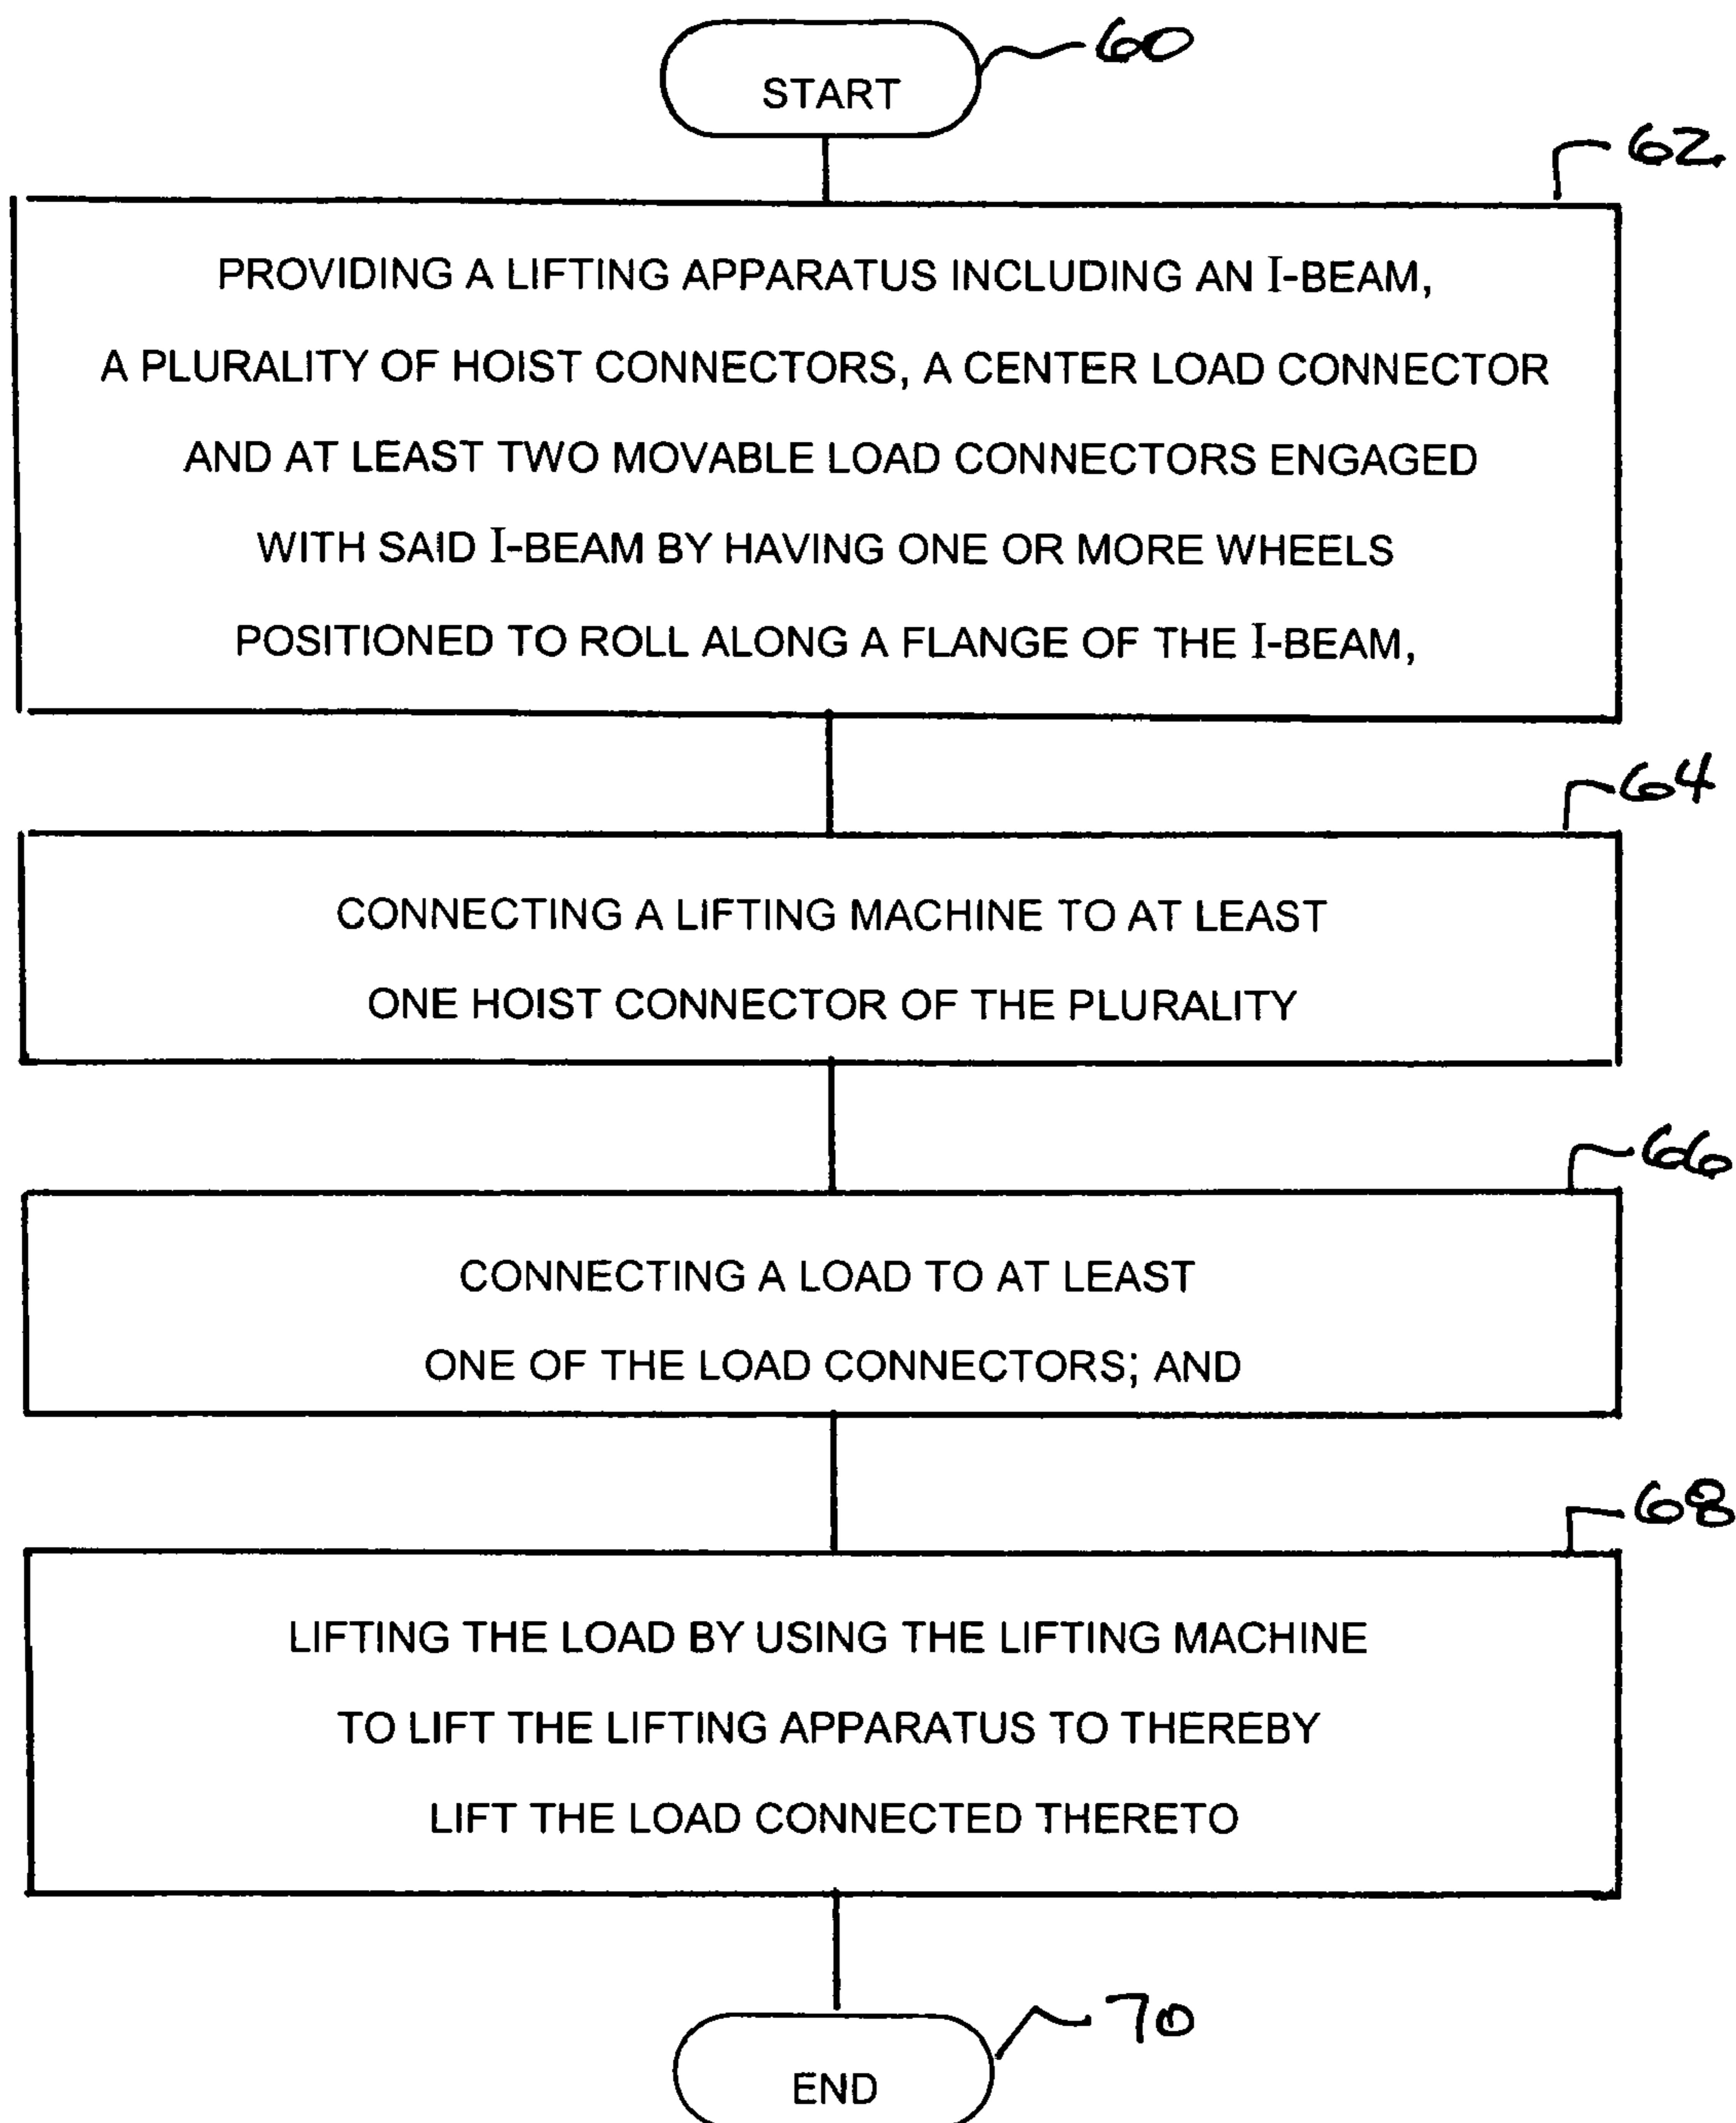 START
60
62
PROVIDING A LIFTING APPARATUS INCLUDING AN I-BEAM,
A PLURALITY OF HOIST CONNECTORS, A CENTER LOAD CONNECTOR
AND AT LEAST TWO MOVABLE LOAD CONNECTORS ENGAGED
WITH SAID I-BEAM BY HAVING ONE OR MORE WHEELS
POSITIONED TO ROLL ALONG A FLANGE OF THE I-BEAM,
64
CONNECTING A LIFTING MACHINE TO AT LEAST
ONE HOIST CONNECTOR OF THE PLURALITY
66
CONNECTING A LOAD TO AT LEAST
ONE OF THE LOAD CONNECTORS; AND
68
LIFTING THE LOAD BY USING THE LIFTING MACHINE
TO LIFT THE LIFTING APPARATUS TO THEREBY
LIFT THE LOAD CONNECTED THERETO
70
END